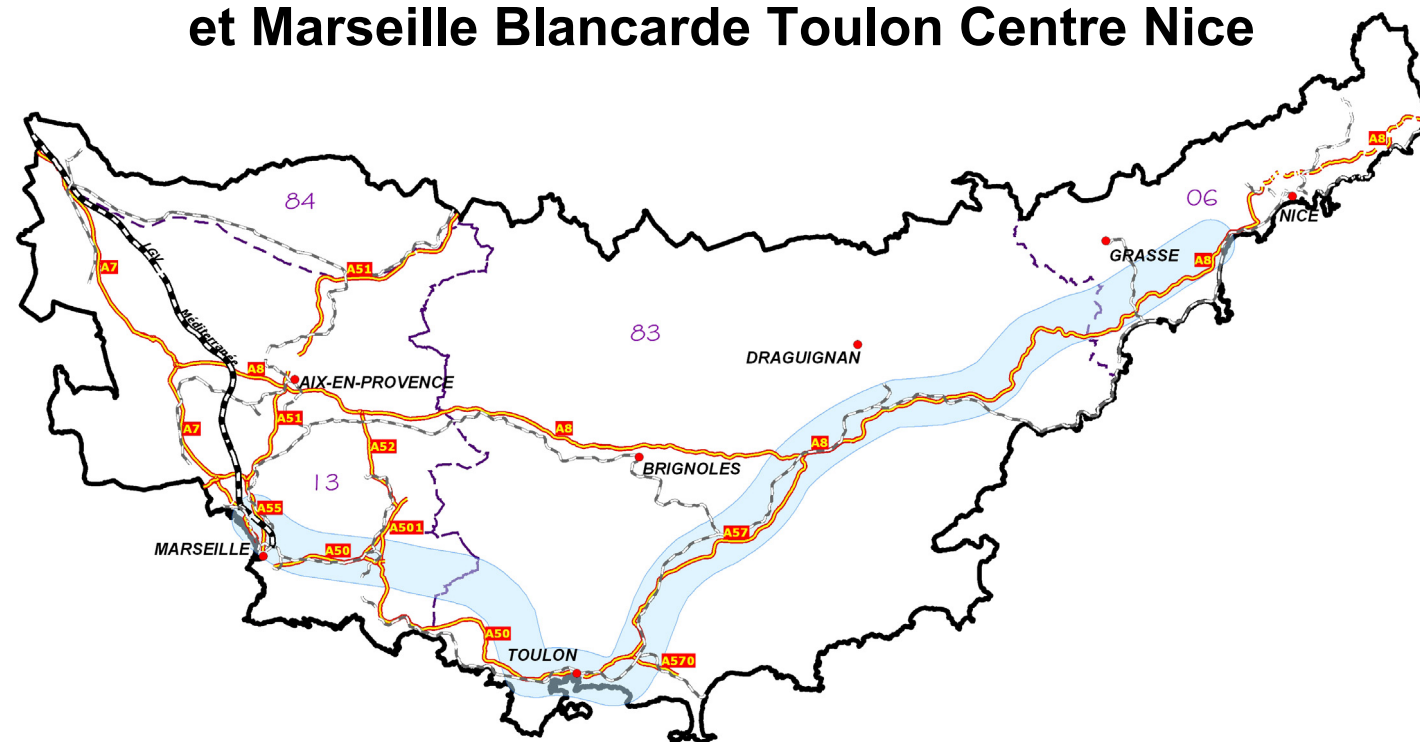 et Marseille Blancarde Toulon Centre Nice
A8
84
06
NICE
LGV
Méditerranée
A7
A51
GRASSE
A8
83
DRAGUIGNAN
A8
AIX-EN-PROVENCE
A7
A51
A52
A8
A8
BRIGNOLES
13
A55
A501
A57
MARSEILLE
A50
A50
TOULON
A570